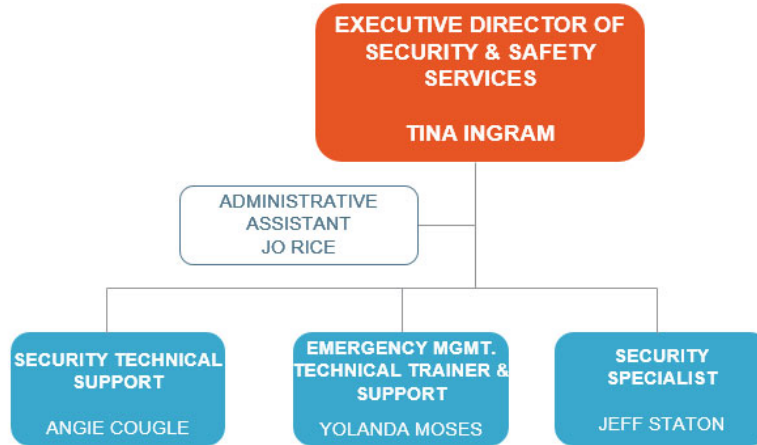 EXECUTIVE DIRECTOR OF
SECURITY & SAFETY
SERVICES
TINA INGRAM
ADMINISTRATIVE
ASSISTANT
JO RICE
SECURITY TECHNICAL
SUPPORT
ANGIE COUGLE
EMERGENCY MGMT.
TECHNICAL TRAINER &
SUPPORT
YOLANDA MOSES
SECURITY
SPECIALIST
JEFF STATON